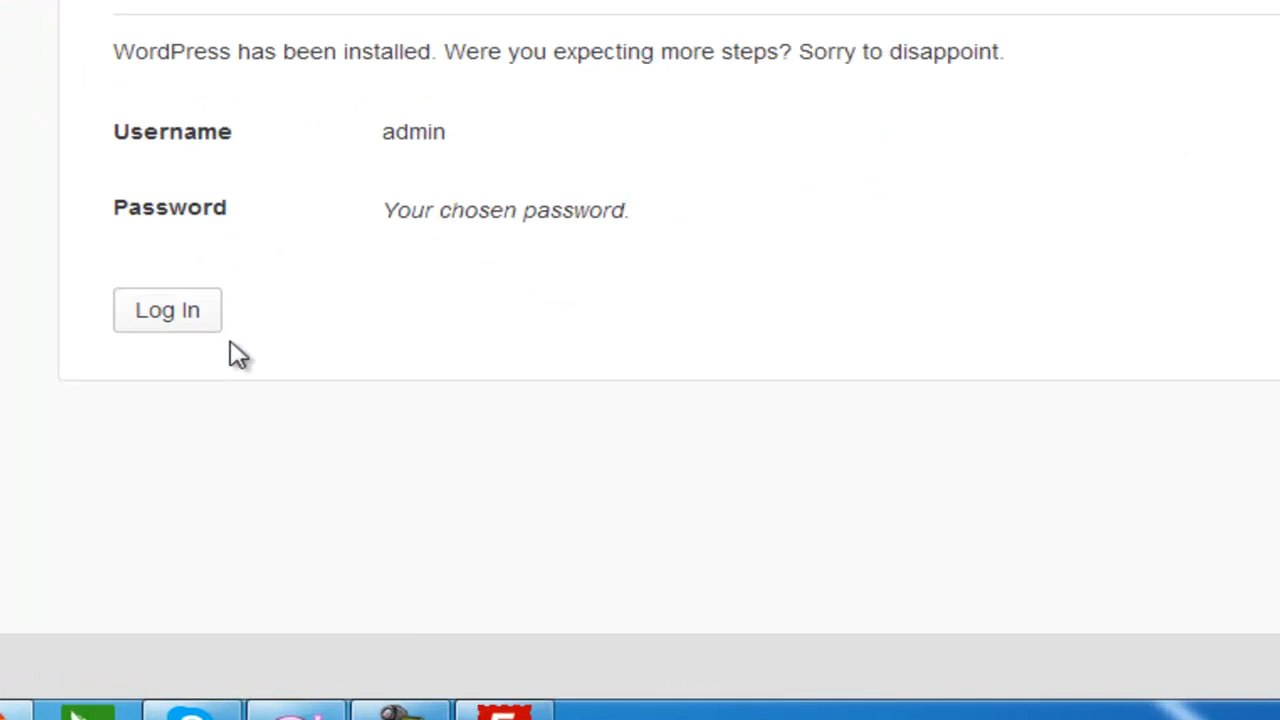 WordPress has been installed. Were you expecting more steps? Sorry to disappoint.
Username admin
Password Your chosen password.
Log In